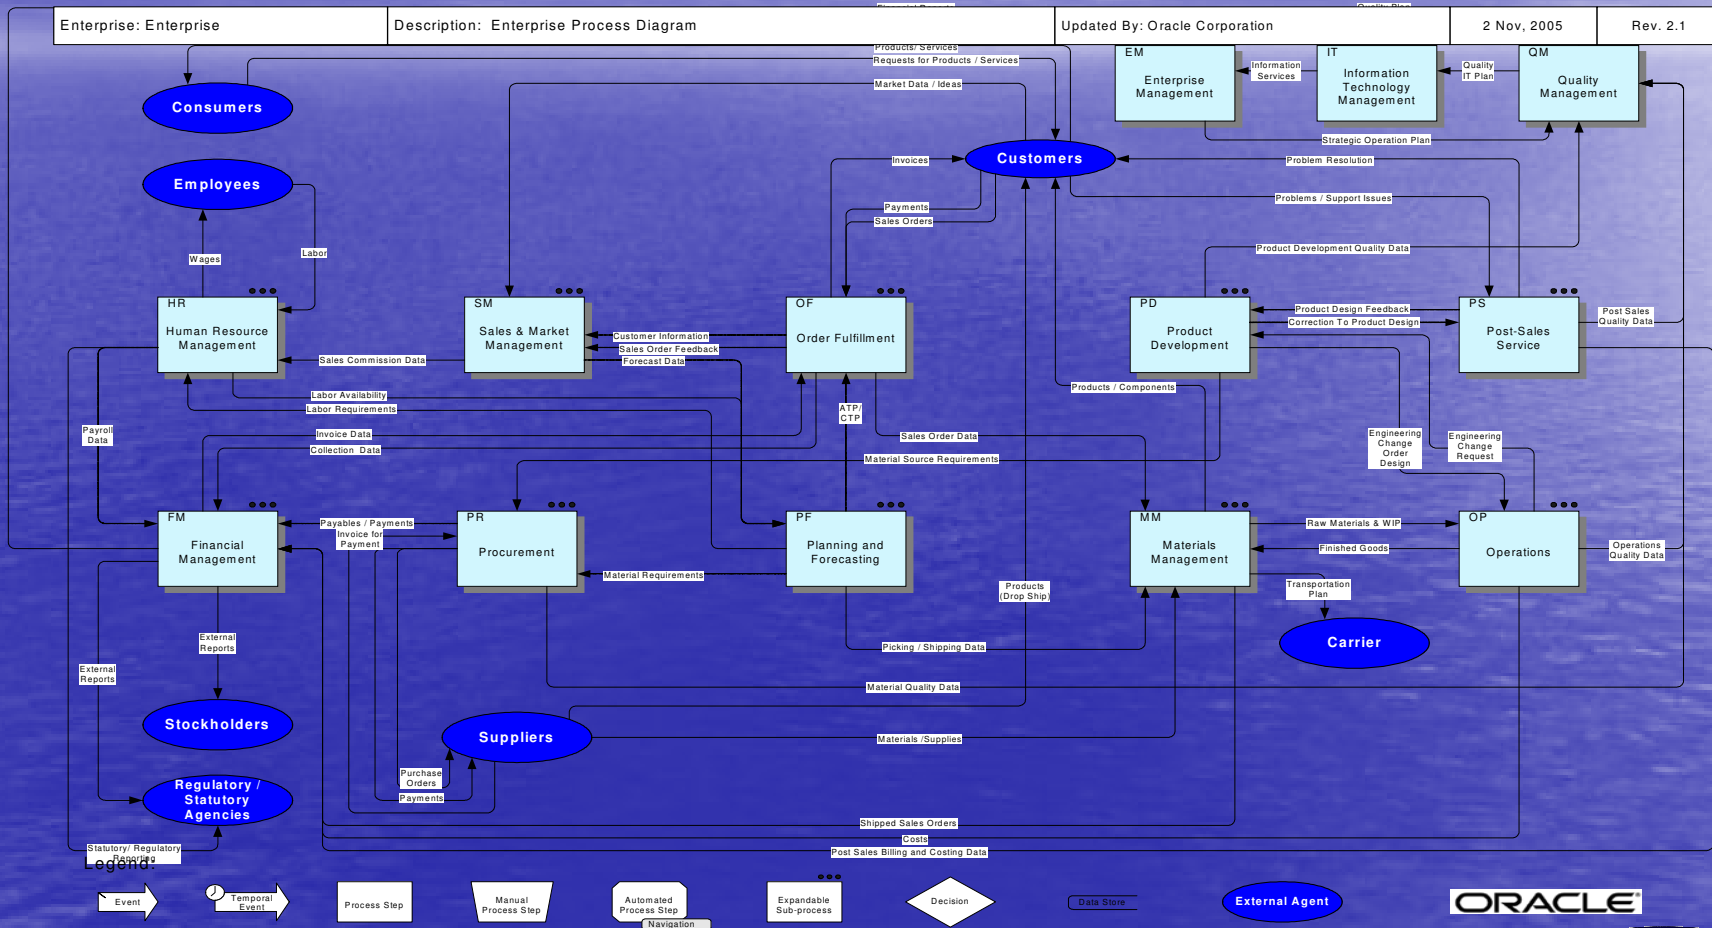 Enterprise: Enterprise
Description: Enterprise Process Diagram
Updated By: Oracle Corporation
2 Nov, 2005
Rev. 2.1
Products/ Services
Requests for Products / Services
Market Data / Ideas
EM
Enterprise
Management
Information
Services
IT
Information
Technology
Management
Quality
IT Plan
QM
Quality
Management
Strategic Operation Plan
Consumers
Employees
Customers
Invoices
Payments
Sales Orders
Problem Resolution
Problems / Support Issues
Product Development Quality Data
Wages
Labor
HR
Human Resource
Management
SM
Sales & Market
Management
OF
Order Fulfillment
PD
Product
Development
PS
Post-Sales
Service
Product Design Feedback
Correction To Product Design
Post Sales
Quality Data
Customer Information
Sales Order Feedback
Forecast Data
Sales Commission Data
Labor Availability
Labor Requirements
Products / Components
ATP/
CTP
Payroll
Data
Invoice Data
Collection Data
Sales Order Data
Material Source Requirements
Engineering
Change
Order
Design
Engineering
Change
Request
FM
Financial
Management
Payables / Payments
Invoice for
Payment
PR
Procurement
PF
Planning and
Forecasting
MM
Materials
Management
Raw Materials & WIP
Finished Goods
OP
Operations
Operations
Quality Data
Material Requirements
Products
(Drop Ship)
Transportation
Plan
Carrier
External
Reports
External
Reports
Picking / Shipping Data
Material Quality Data
Stockholders
Suppliers
Materials /Supplies
Purchase
Orders
Payments
Regulatory /
Statutory
Agencies
Shipped Sales Orders
Costs
Post Sales Billing and Costing Data
Statutory/ Regulatory
Reporting
Legend:
Event
Temporal
Event
Process Step
Manual
Process Step
Automated
Process Step
Navigation
Expandable
Sub-process
Decision
Data Store
External Agent
ORACLE